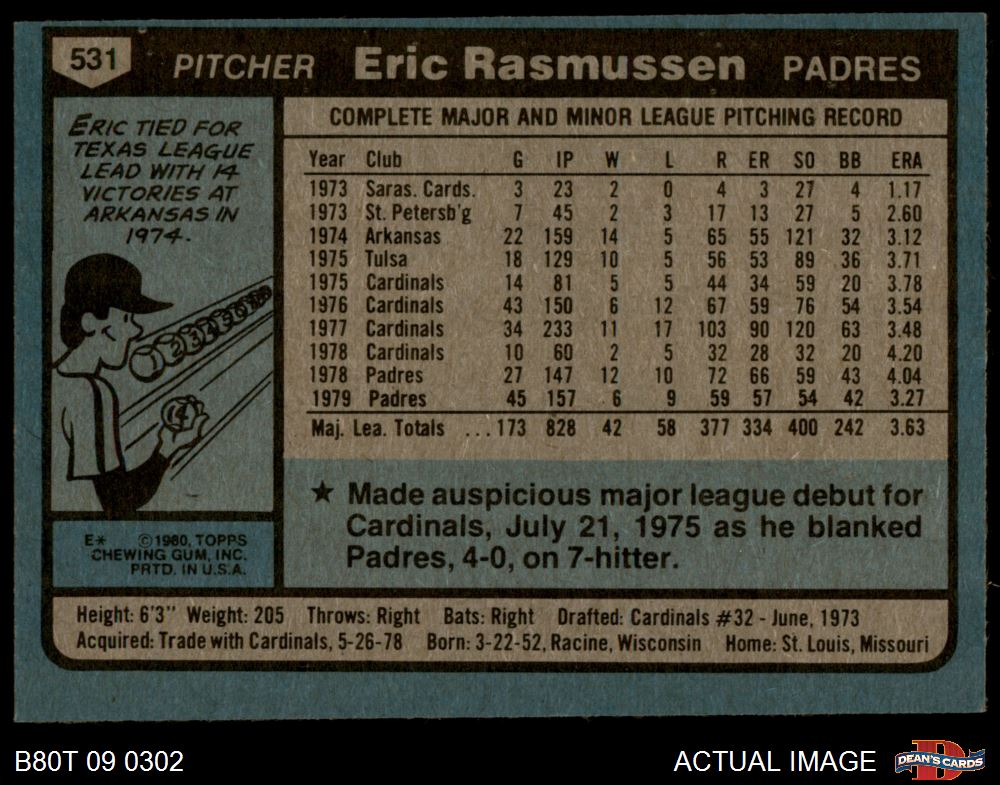 531 PITCHER Eric Rasmussen PADRES
ERIC TIED FOR
TEXAS LEAGUE
LEAD WITH 14
VICTORIES AT
ARKANSAS IN
1974.
14
E* ©1980, TOPPS
CHEWING GUM, INC.
PRTD. IN U.S.A.
COMPLETE MAJOR AND MINOR LEAGUE PITCHING RECORD
Year Club G IP W L R ER SO BB ERA
1973 Saras. Cards. 3 23 2 0 4 3 27 4 1.17
1973 St. Petersb'g 7 45 2 3 17 13 27 5 2.60
1974 Arkansas 22 159 14 5 65 55 121 32 3.12
1975 Tulsa 18 129 10 5 56 53 89 36 3.71
1975 Cardinals 14 81 5 5 44 34 59 20 3.78
1976 Cardinals 43 150 6 12 67 59 76 54 3.54
1977 Cardinals 34 233 11 17 103 90 120 63 3.48
1978 Cardinals 10 60 2 5 32 28 32 20 4.20
1978 Padres 27 147 12 10 72 66 59 43 4.04
1979 Padres 45 157 6 9 59 57 54 42 3.27
Maj. Lea. Totals ...173 828 42 58 377 334 400 242 3.63
★ Made auspicious major league debut for
Cardinals, July 21, 1975 as he blanked
Padres, 4-0, on 7-hitter.
Height: 6'3" Weight: 205 Throws: Right Bats: Right Drafted: Cardinals #32 - June, 1973
Acquired: Trade with Cardinals, 5-26-78 Born: 3-22-52, Racine, Wisconsin Home: St. Louis, Missouri
B80T 09 0302 ACTUAL IMAGE DEAN'S CARDS